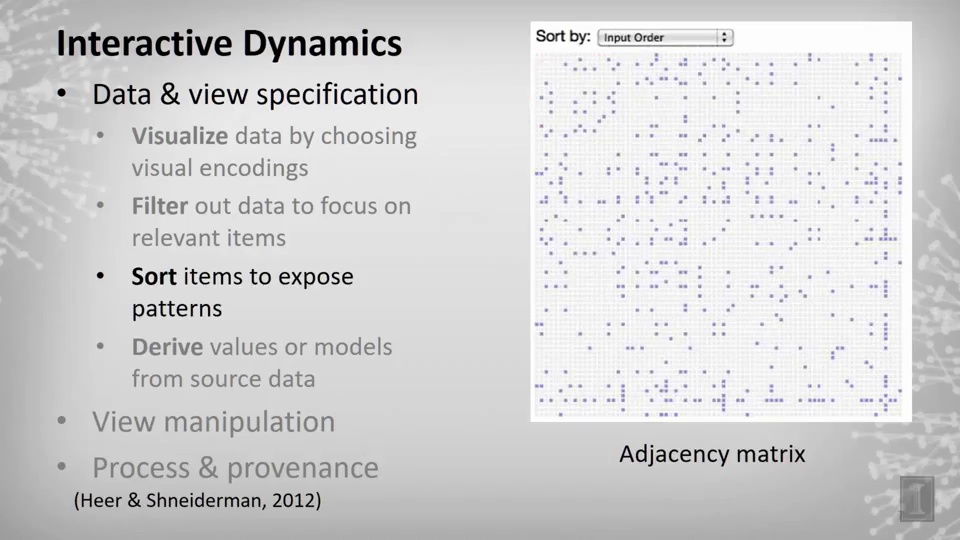 Interactive Dynamics
• Data & view specification
• Visualize data by choosing
visual encodings
• Filter out data to focus on
relevant items
• Sort items to expose
patterns
• Derive values or models
from source data
• View manipulation
• Process & provenance
(Heer & Shneiderman, 2012)
Sort by: Input Order
Adjacency matrix